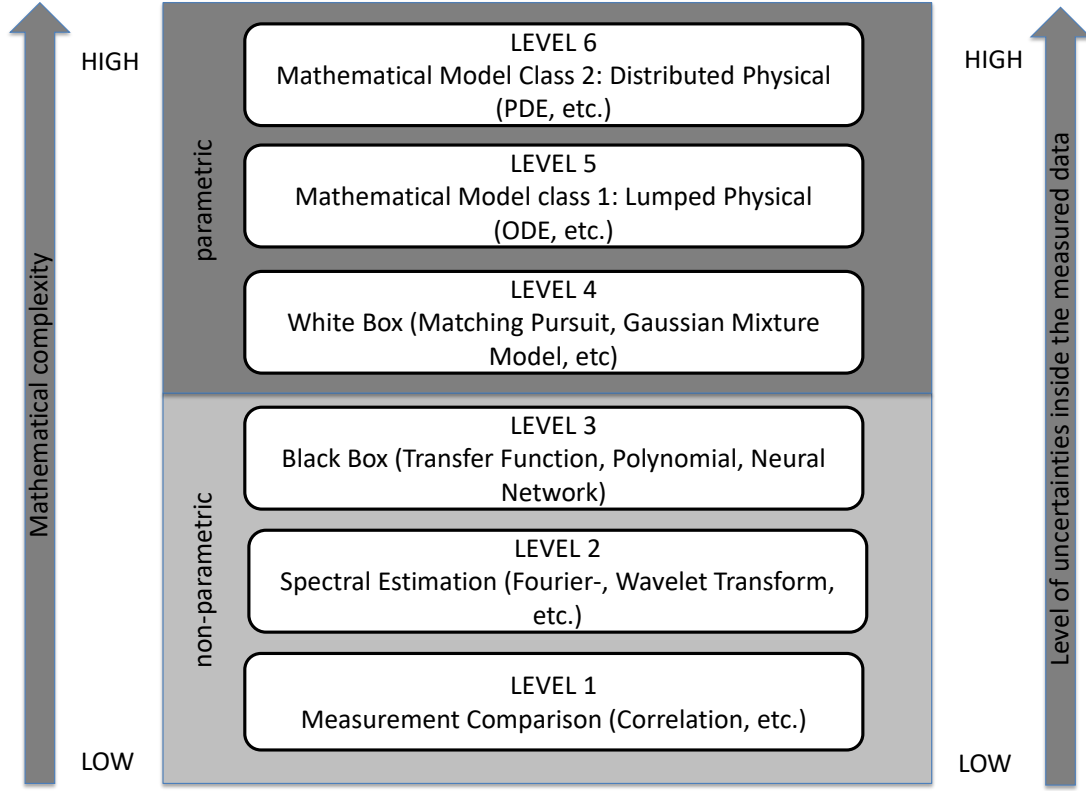 HIGH
HIGH
LEVEL 6
Mathematical Model Class 2: Distributed Physical
(PDE, etc.)
LEVEL 5
Mathematical Model class 1: Lumped Physical
(ODE, etc.)
LEVEL 4
White Box (Matching Pursuit, Gaussian Mixture
Model, etc)
parametric
LEVEL 3
Black Box (Transfer Function, Polynomial, Neural
Network)
LEVEL 2
Spectral Estimation (Fourier-, Wavelet Transform,
etc.)
LEVEL 1
Measurement Comparison (Correlation, etc.)
non-parametric
Mathematical complexity
Level of uncertainties inside the measured data
LOW
LOW